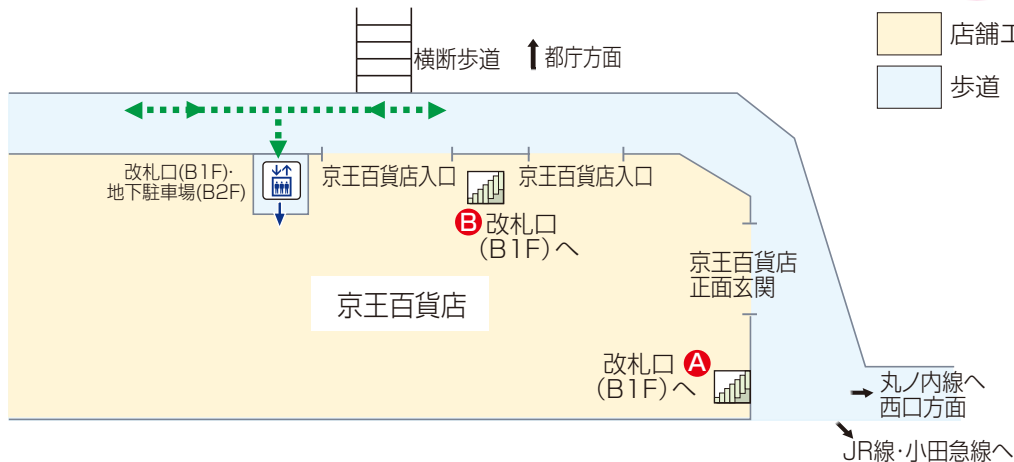 店舗エ
横断歩道
都庁方面
歩道
改札口(B1F)・
地下駐車場(B2F)
京王百貨店入口
京王百貨店入口
B 改札口
(B1F)へ
京王百貨店
正面玄関
京王百貨店
改札口 A
(B1F)へ
丸ノ内線へ
西口方面
JR線・小田急線へ